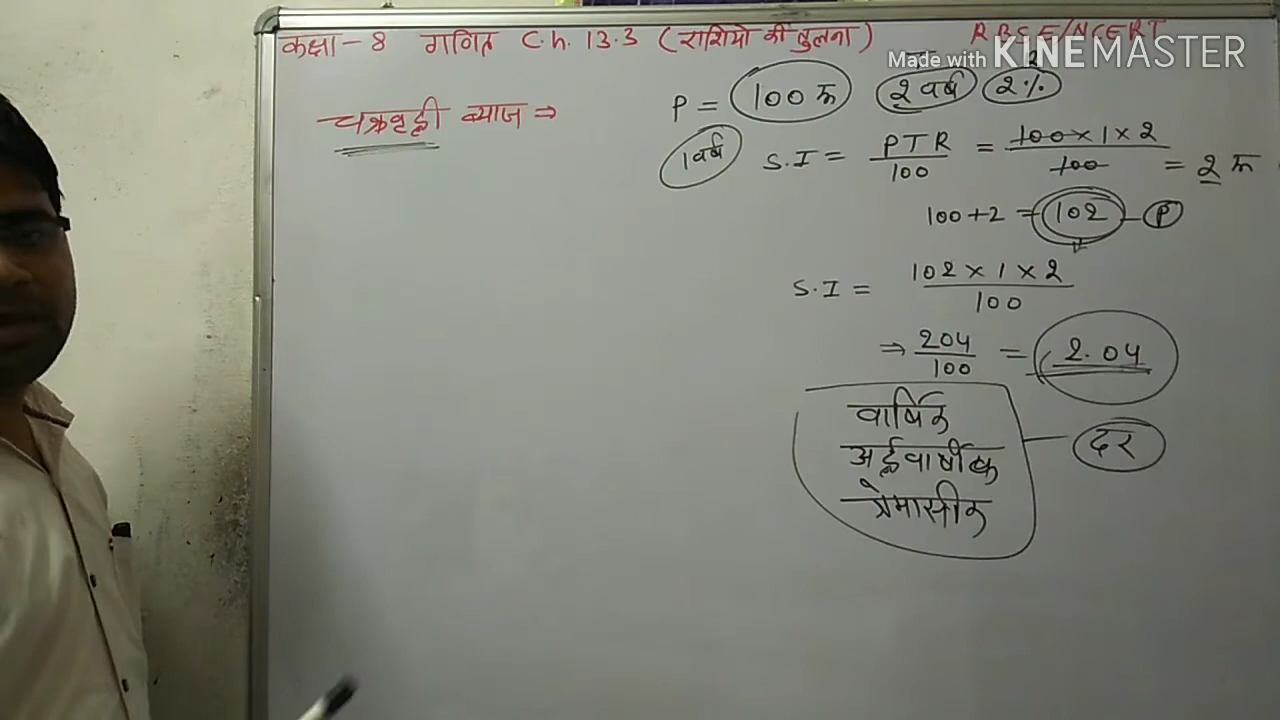 कक्षा - 8 गणित Ch. 13.3 (राशियो की तुलना) RBSE/NCERT
Made with KINEMASTER
चक्रवृद्धी ब्याज ⇒
P = 100 रू 2 वर्ष 2%
1 वर्ष S.I = PTR/100 = 100 × 1 × 2/100 = 2 रू
100 + 2 = 102 - P
S.I = 102 × 1 × 2/100
⇒ 204/100 = 2.04
वार्षिक
अर्द्धवार्षीक - दर
त्रेमासीक